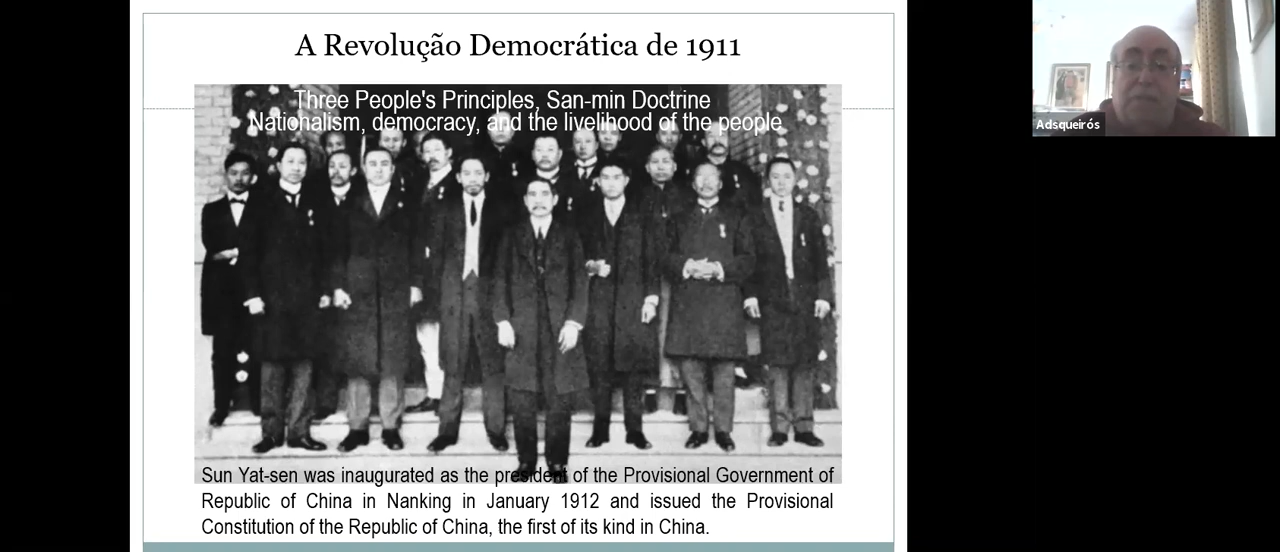 A Revolução Democrática de 1911
Three People's Principles, San-min Doctrine
Nationalism, democracy, and the livelihood of the people
Adsqueirós
Sun Yat-sen was inaugurated as the president of the Provisional Government of
Republic of China in Nanking in January 1912 and issued the Provisional
Constitution of the Republic of China, the first of its kind in China.